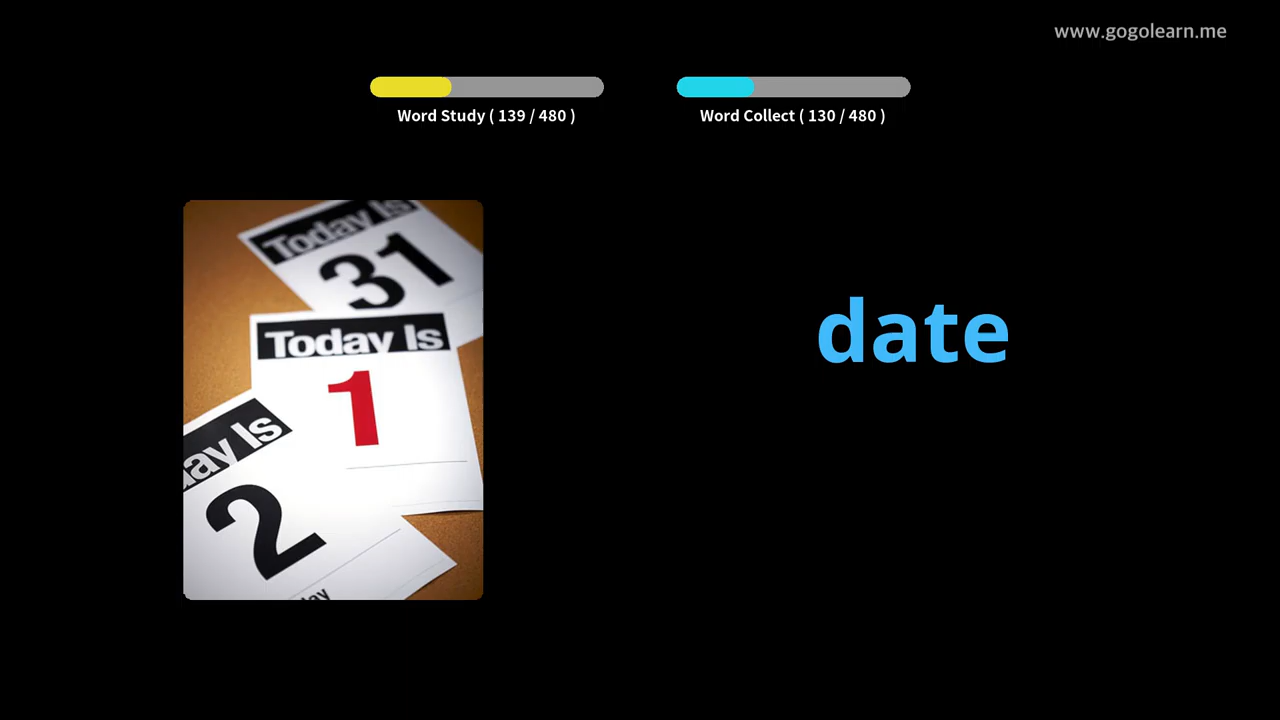 www.gogolearn.me
Word Study ( 139 / 480 )
Word Collect ( 130 / 480 )
Today Is
31
Today Is
1
date
ay Is
2
ay